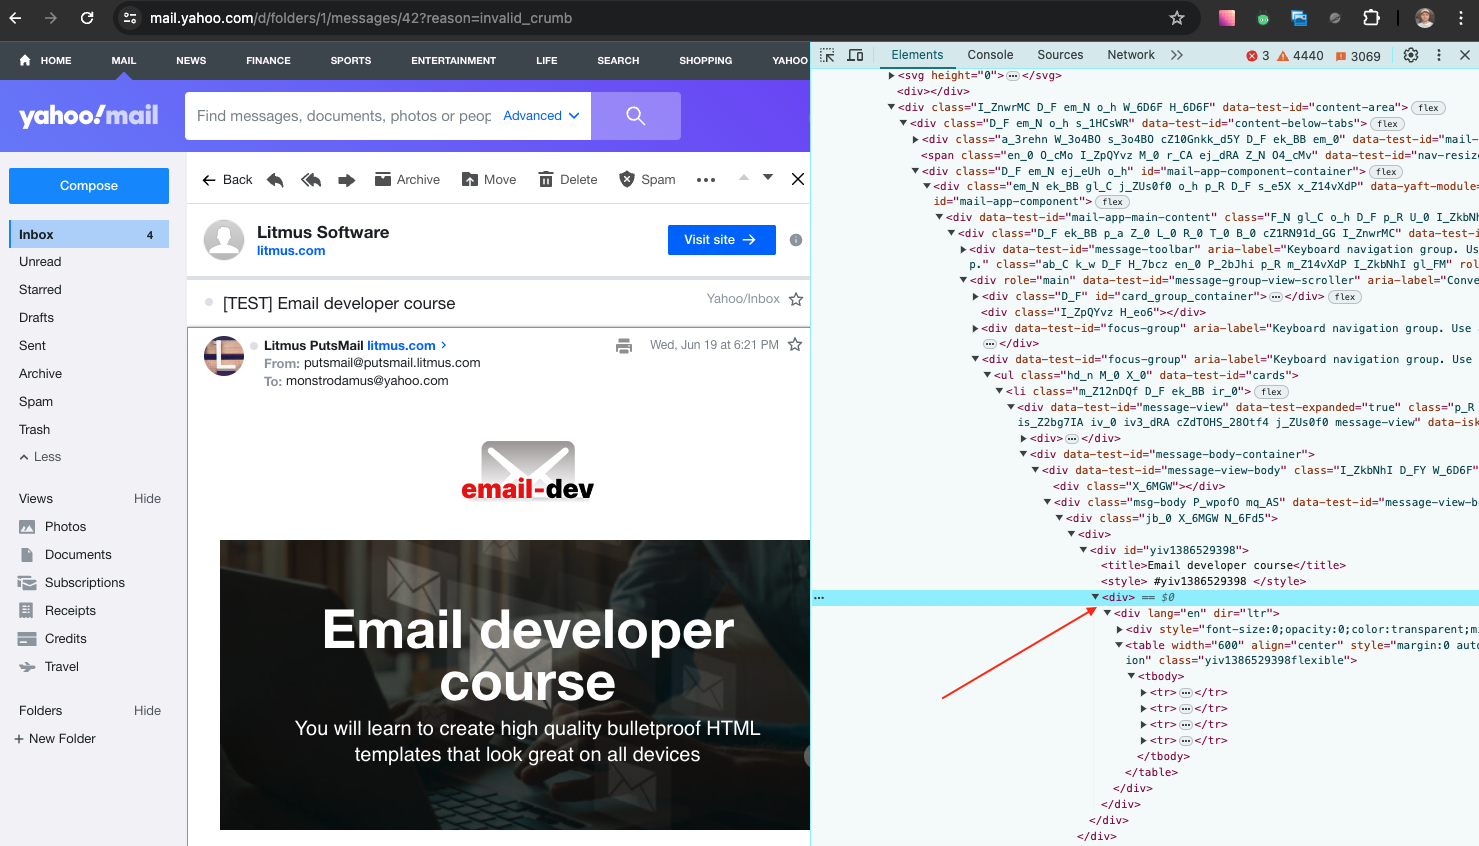 mail.yahoo.com/d/folders/1/messages/42?reason=invalid_crumb
HOME MAIL NEWS FINANCE SPORTS ENTERTAINMENT LIFE SEARCH SHOPPING YAHOO
yahoo!mail
Find messages, documents, photos or peop Advanced
Compose
Back Archive Move Delete Spam
Inbox 4
Unread
Starred
Drafts
Sent
Archive
Spam
Trash
Less
Views Hide
Photos
Documents
Subscriptions
Receipts
Credits
Travel
Folders Hide
+ New Folder
Litmus Software
litmus.com
Visit site →
[TEST] Email developer course
Yahoo/Inbox
L
Litmus PutsMail litmus.com >
Wed, Jun 19 at 6:21 PM
From: putsmail@putsmail.litmus.com
To: monstrodamus@yahoo.com
email-dev
Email developer
course
You will learn to create high quality bulletproof HTML
templates that look great on all devices
Elements Console Sources Network 3 4440 3069
<svg height="0">…</svg>
<div></div>
<div class="I_ZnwrMC D_F em_N o_h W_6D6F H_6D6F" data-test-id="content-area"> flex
<div class="D_F em_N o_h s_1HCsWR" data-test-id="content-below-tabs"> flex
<div class="a_3rehn W_3o4BO s_3o4BO cZ10Gnkk_d5Y D_F ek_BB em_0" data-test-id="mail-
<span class="en_0 O_cMo I_ZpQYvz M_0 r_CA ej_dRA Z_N O4_cMv" data-test-id="nav-resize
<div class="D_F em_N ej_eUh o_h" id="mail-app-component-container"> flex
<div class="em_N ek_BB gl_C j_ZUs0f0 o_h p_R D_F s_e5X x_Z14vXdP" data-yaft-module=
id="mail-app-component"> flex
<div data-test-id="mail-app-main-content" class="F_N gl_C o_h D_F p_R U_0 I_ZkbN
<div class="D_F ek_BB p_a Z_0 L_0 R_0 T_0 B_0 cZ1RN91d_GG I_ZnwrMC" data-test-i
<div data-test-id="message-toolbar" aria-label="Keyboard navigation group. Use
p." class="ab_C k_w D_F H_7bcz en_0 P_2bJhi p_R m_Z14vXdP I_ZkbNhI gl_FM" rol
<div role="main" data-test-id="message-group-view-scroller" aria-label="Conve
<div class="D_F" id="card_group_container">…</div> flex
<div class="I_ZpQYvz H_eo6"></div>
<div data-test-id="focus-group" aria-label="Keyboard navigation group. Use
…</div>
<div data-test-id="focus-group" aria-label="Keyboard navigation group. Use
<ul class="hd_n M_0 X_0" data-test-id="cards">
<li class="m_Z12nDQf D_F ek_BB ir_0"> flex
<div data-test-id="message-view" data-test-expanded="true" class="p_R
is_Z2bg7IA iv_0 iv3_dRA cZdTOHS_28Otf4 j_ZUs0f0 message-view" data-isk
<div>…</div>
<div data-test-id="message-body-container">
<div data-test-id="message-view-body" class="I_ZkbNhI D_FY W_6D6F"
<div class="X_6MGW"></div>
<div class="msg-body P_wpofO mq_AS" data-test-id="message-view-bo
<div class="jb_0 X_6MGW N_6Fd5">
<div>
<div id="yiv1386529398">
<title>Email developer course</title>
<style> #yiv1386529398 </style>
… <div> == $0
<div lang="en" dir="ltr">
<div style="font-size:0;opacity:0;color:transparent;m
<table width="600" align="center" style="margin:0 aut
ion" class="yiv1386529398flexible">
<tbody>
<tr>…</tr>
<tr>…</tr>
<tr>…</tr>
<tr>…</tr>
</tbody>
</table>
</div>
</div>
</div>
</div>